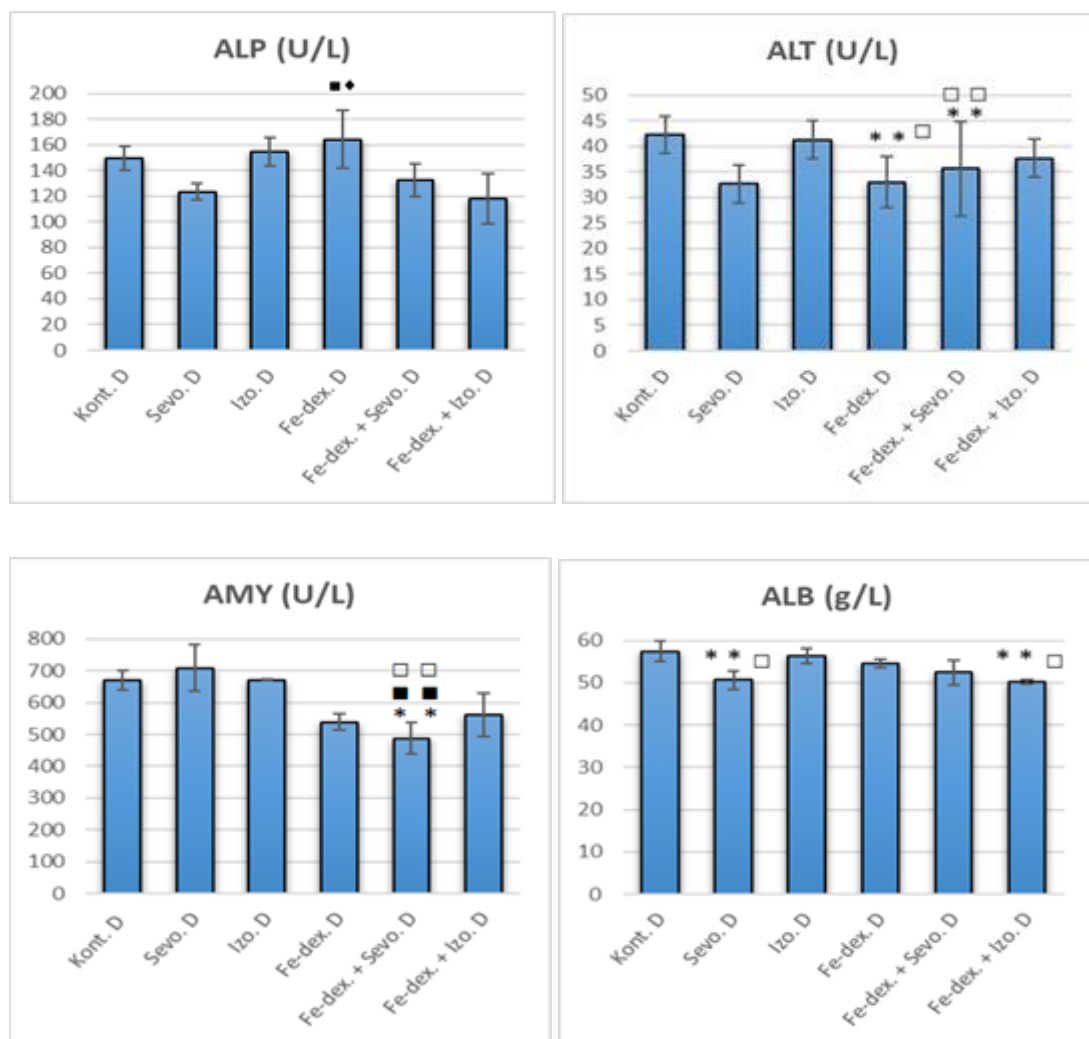 ALP (U/L)
■♦
200
180
160
140
120
100
80
60
40
20
0
Kont. D
Sevo. D
Izo. D
Fe-dex. D
Fe-dex. + Sevo. D
Fe-dex. + Izo. D
ALT (U/L)
□ □
* * □
* *
50
45
40
35
30
25
20
15
10
5
0
Kont. D
Sevo. D
Izo. D
Fe-dex. D
Fe-dex. + Sevo. D
Fe-dex. + Izo. D
AMY (U/L)
□ □
■ ■
* *
800
700
600
500
400
300
200
100
0
Kont. D
Sevo. D
Izo. D
Fe-dex. D
Fe-dex. + Sevo. D
Fe-dex. + Izo. D
ALB (g/L)
* * □
* * □
60
50
40
30
20
10
0
Kont. D
Sevo. D
Izo. D
Fe-dex. D
Fe-dex. + Sevo. D
Fe-dex. + Izo. D